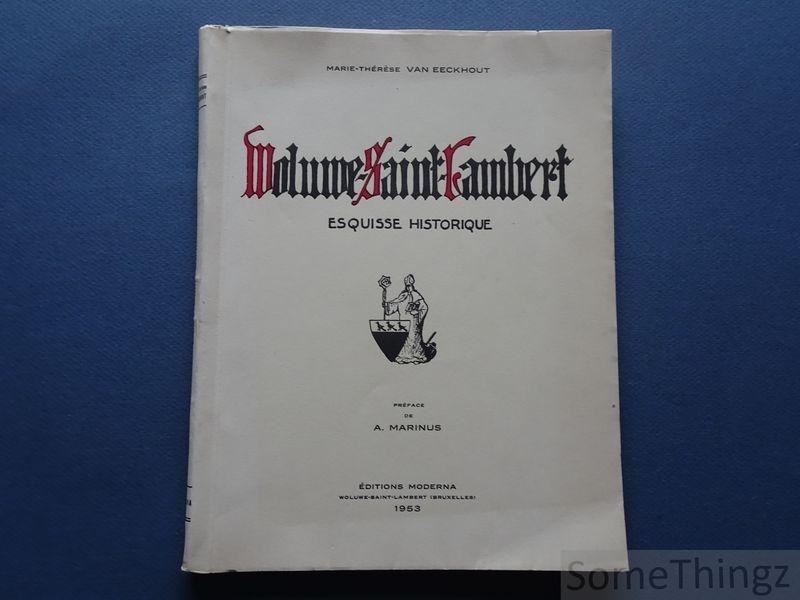 MARIE-THÉRÈSE VAN EECKHOUT
Woluwe-Saint-Lambert
ESQUISSE HISTORIQUE
PRÉFACE
DE
A. MARINUS
ÉDITIONS MODERNA
WOLUWE-SAINT-LAMBERT (BRUXELLES)
1953
SomeThingz